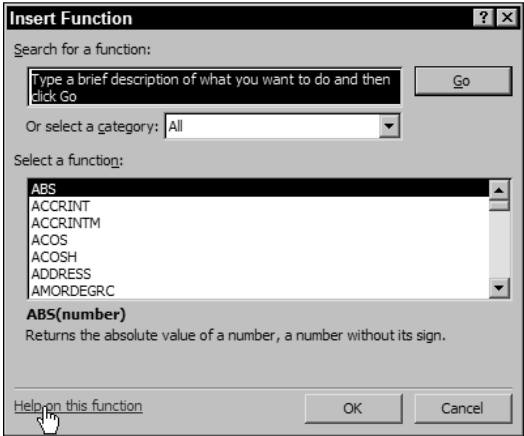 Insert Function
Search for a function:
Type a brief description of what you want to do and then
click Go
Go
Or select a category: All
Select a function:
ABS
ACCRINT
ACCRINTM
ACOS
ACOSH
ADDRESS
AMORDEGRC
ABS(number)
Returns the absolute value of a number, a number without its sign.
Help on this function
OK
Cancel